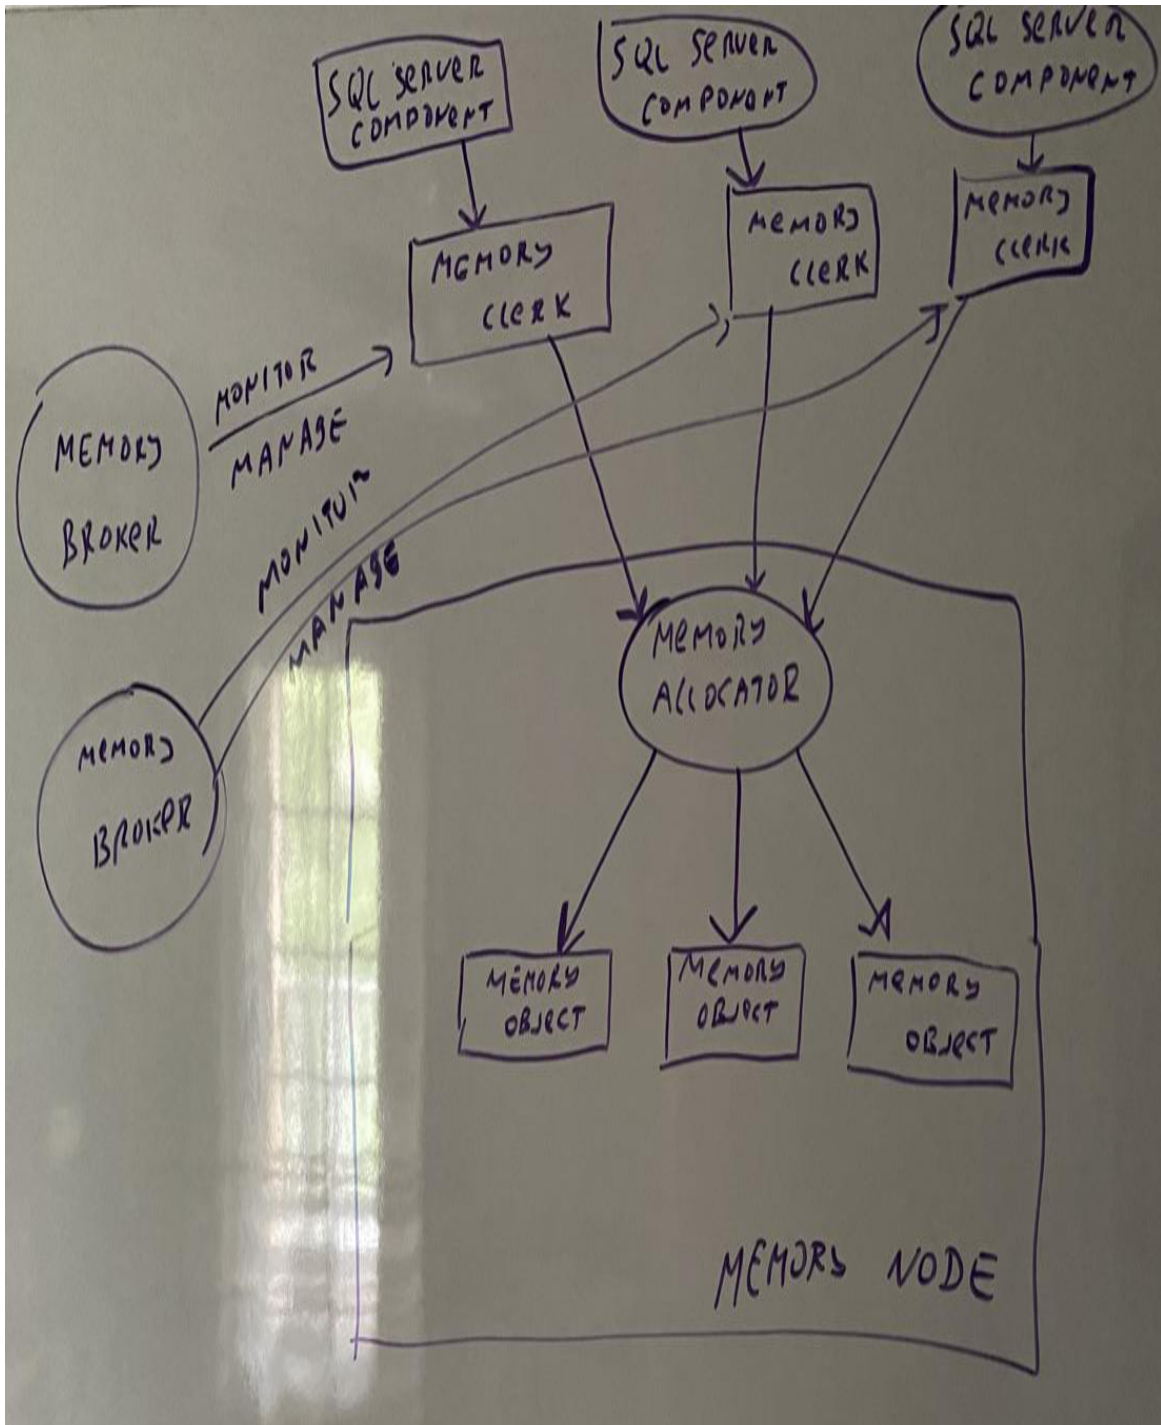 SQL SERVER
COMPONENT
SQL SERVER
COMPONENT
SQL SERVER
COMPONENT
MEMORY
CLERK
MEMORY
CLERK
MEMORY
CLERK
MONITOR
MANAGE
MEMORY
BROKER
MONITOR
MANAGE
MEMORY
BROKER
MEMORY
ALLOCATOR
MEMORY
OBJECT
MEMORY
OBJECT
MEMORY
OBJECT
MEMORY NODE